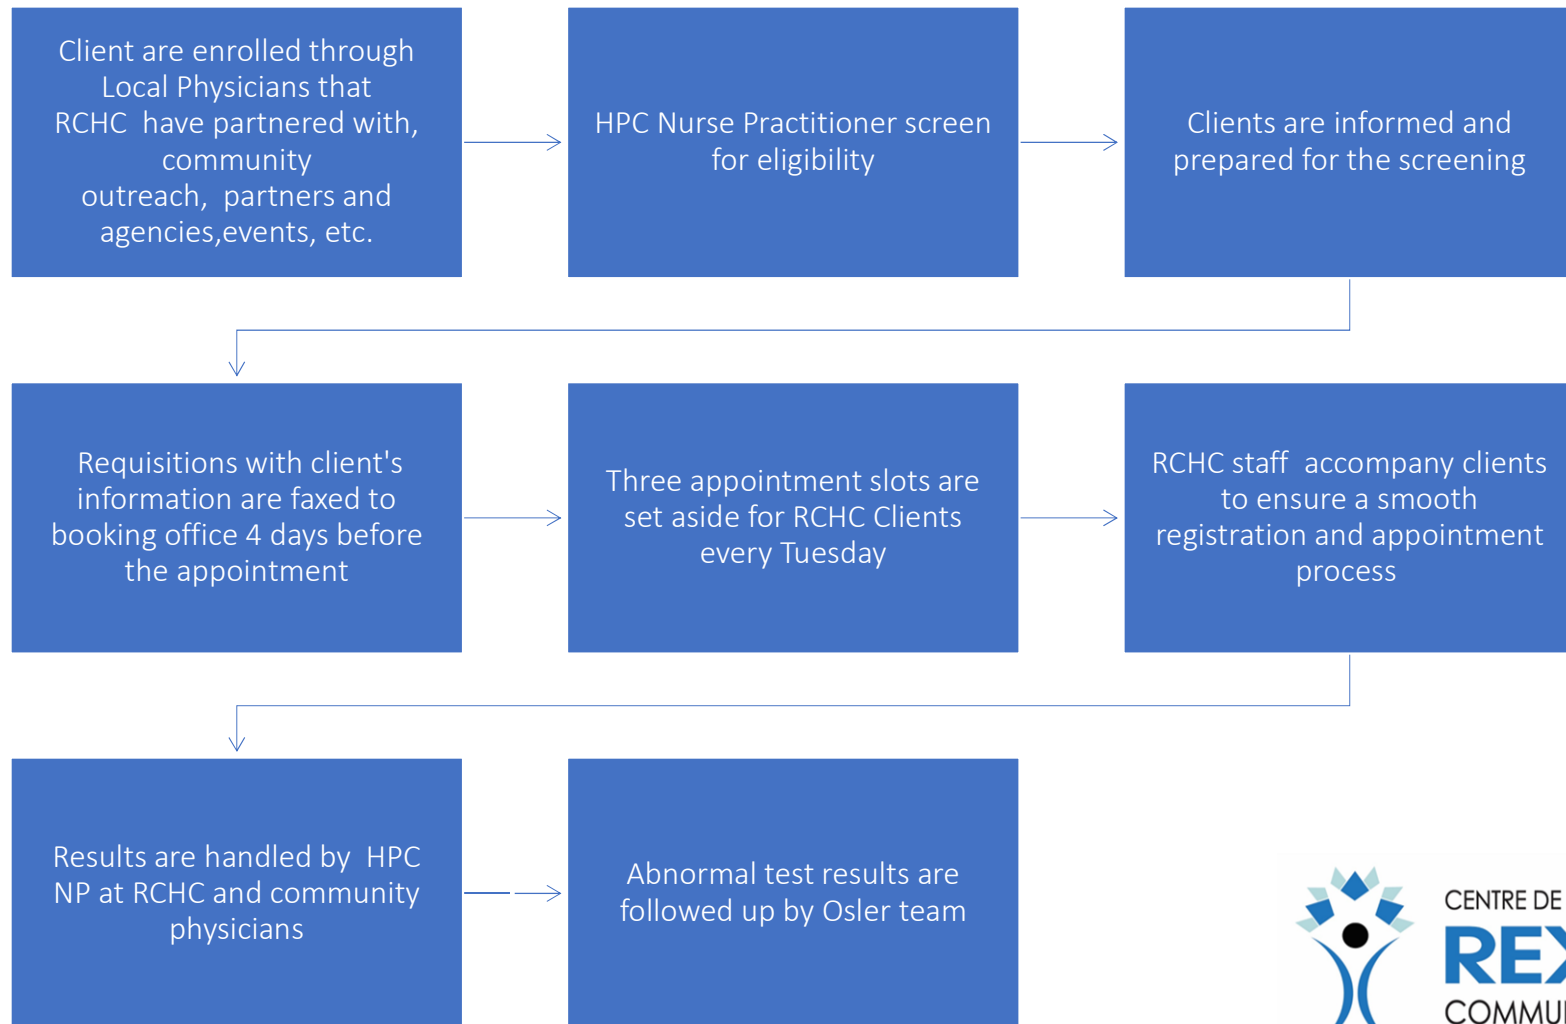 Client are enrolled through
Local Physicians that
RCHC have partnered with,
community
outreach, partners and
agencies,events, etc.
HPC Nurse Practitioner screen
for eligibility
Clients are informed and
prepared for the screening
Requisitions with client's
information are faxed to
booking office 4 days before
the appointment
Three appointment slots are
set aside for RCHC Clients
every Tuesday
RCHC staff accompany clients
to ensure a smooth
registration and appointment
process
Results are handled by HPC
NP at RCHC and community
physicians
Abnormal test results are
followed up by Osler team
CENTRE DE